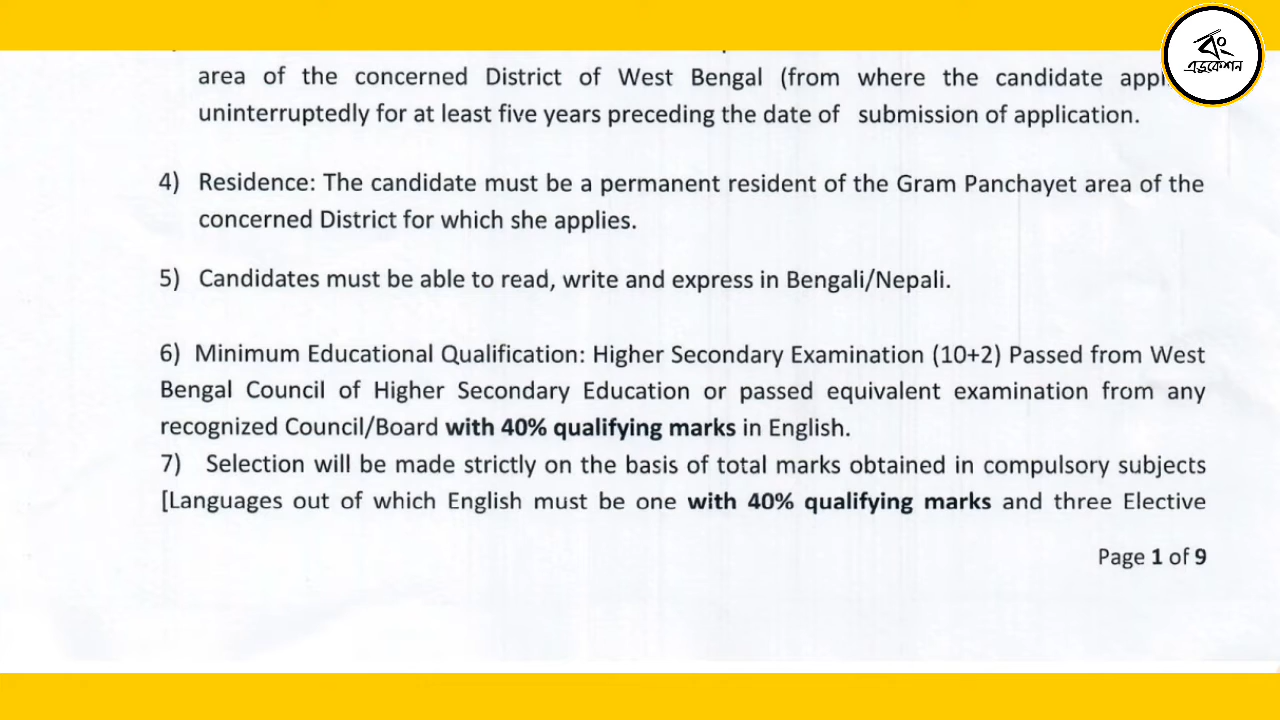 বং
এডুকেশন
area of the concerned District of West Bengal (from where the candidate
uninterruptedly for at least five years preceding the date of submission of application.
4) Residence: The candidate must be a permanent resident of the Gram Panchayet area of the
concerned District for which she applies.
5) Candidates must be able to read, write and express in Bengali/Nepali.
6) Minimum Educational Qualification: Higher Secondary Examination (10+2) Passed from West
Bengal Council of Higher Secondary Education or passed equivalent examination from any
recognized Council/Board with 40% qualifying marks in English.
7) Selection will be made strictly on the basis of total marks obtained in compulsory subjects
[Languages out of which English must be one with 40% qualifying marks and three Elective
Page 1 of 9